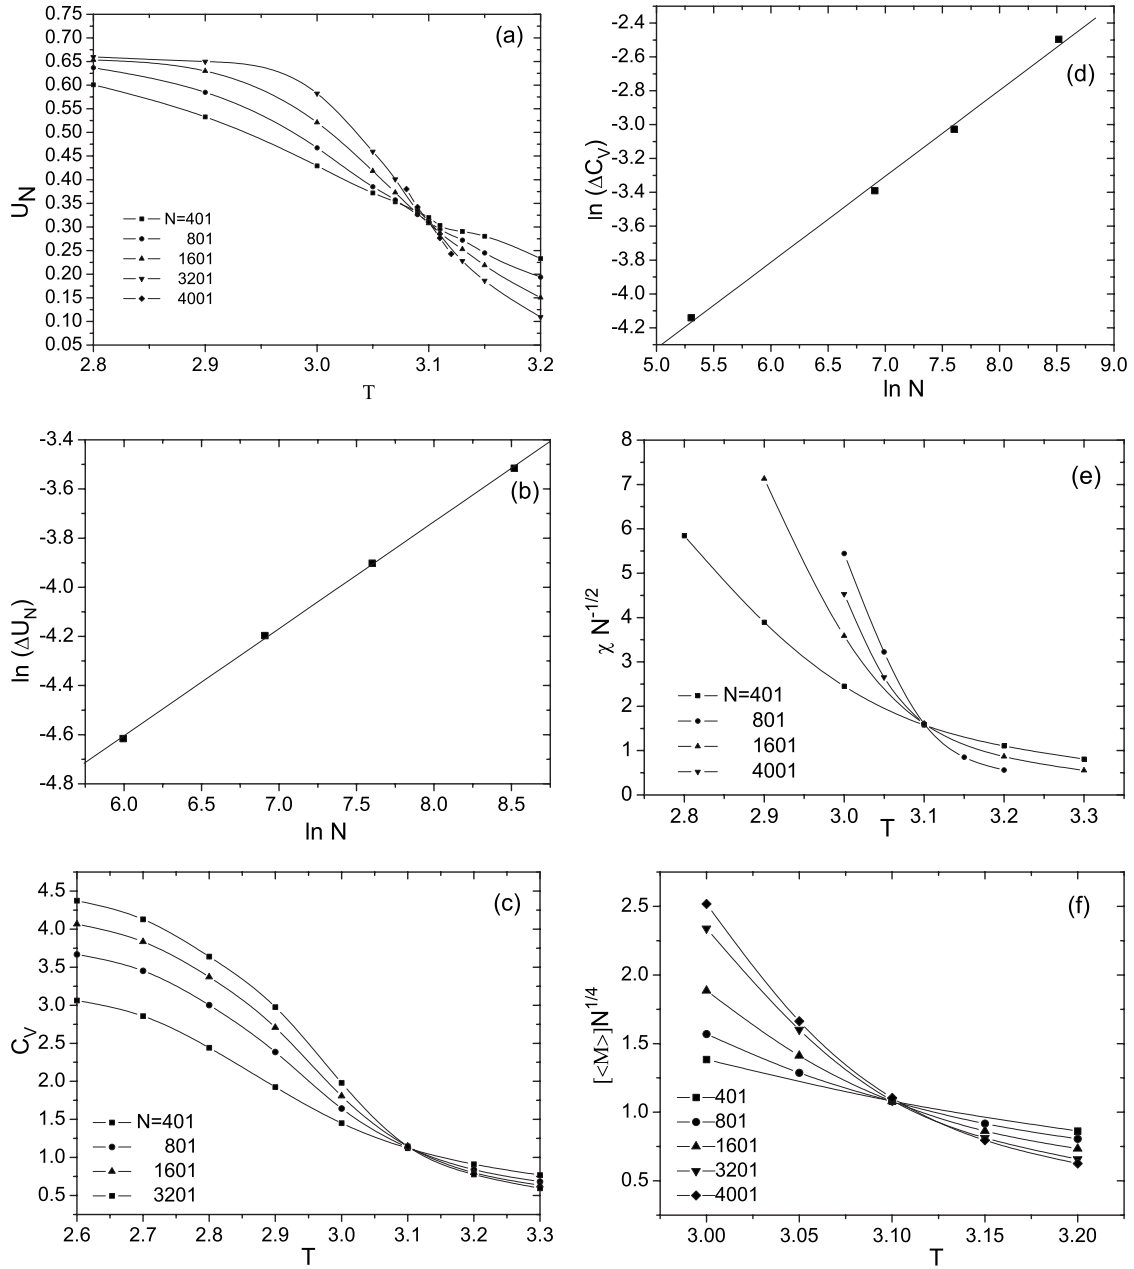 (a)
0.75
0.70
0.65
0.60
0.55
0.50
0.45
0.40
0.35
0.30
0.25
0.20
0.15
0.10
0.05
U_N
N=401
801
1601
3201
4001
2.8 2.9 3.0 3.1 3.2
T
(d)
-2.4
-2.6
-3.0
-3.2
-3.4
-3.6
-4.0
-4.2
ln (ΔC_V)
5.0 5.5 6.0 7.0 7.5 8.0 8.5 9.0
ln N
(b)
-3.4
-3.6
-3.8
-4.0
-4.2
-4.4
-4.6
-4.8
ln (ΔU_N)
6.0 6.5 7.0 7.6 8.0 8.5
ln N
(e)
8
7
6
5
4
3
2
1
0
χ N^-1/2
N=401
801
1601
4001
2.8 2.9 3.0 3.1 3.2 3.3
T
(c)
4.5
4.0
3.5
3.0
2.5
2.0
1.5
1.0
0.5
C_V
N=401
801
1601
3201
2.6 2.7 2.8 2.9 3.0 3.1 3.2 3.3
T
(f)
2.5
2.0
1.5
1.0
0.5
[<M>]N^1/4
401
801
1601
3201
4001
3.00 3.05 3.10 3.15 3.20
T